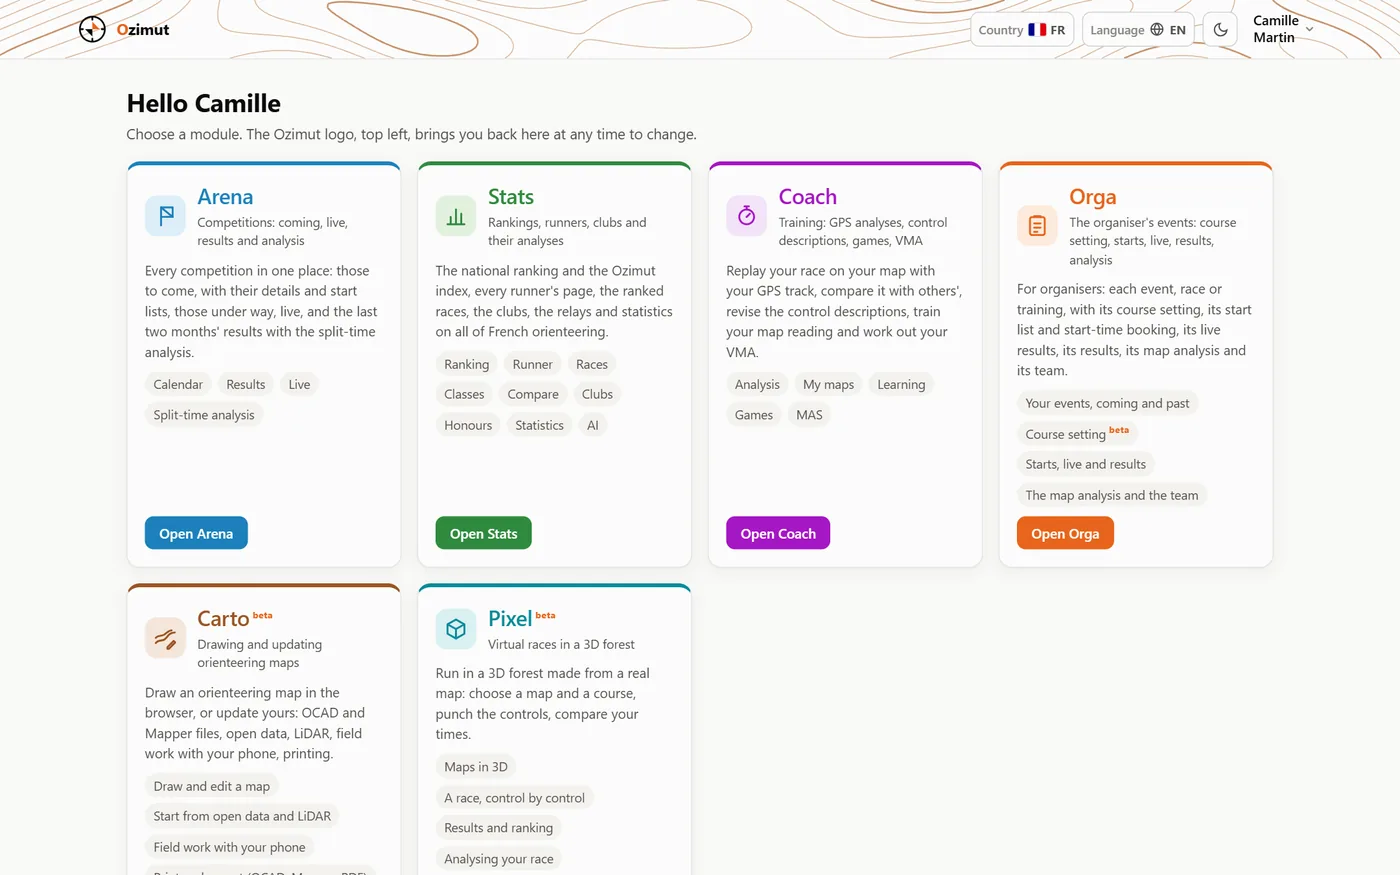 Ozimut
Country FR
Language EN
Camille
Martin
Hello Camille
Choose a module. The Ozimut logo, top left, brings you back here at any time to change.
Arena
Competitions: coming, live,
results and analysis
Every competition in one place: those
to come, with their details and start
lists, those under way, live, and the last
two months' results with the split-time
analysis.
Calendar
Results
Live
Split-time analysis
Open Arena
Stats
Rankings, runners, clubs and
their analyses
The national ranking and the Ozimut
index, every runner's page, the ranked
races, the clubs, the relays and statistics
on all of French orienteering.
Ranking
Runner
Races
Classes
Compare
Clubs
Honours
Statistics
AI
Open Stats
Coach
Training: GPS analyses, control
descriptions, games, VMA
Replay your race on your map with
your GPS track, compare it with others',
revise the control descriptions, train
your map reading and work out your
VMA.
Analysis
My maps
Learning
Games
MAS
Open Coach
Orga
The organiser's events: course
setting, starts, live, results,
analysis
For organisers: each event, race or
training, with its course setting, its start
list and start-time booking, its live
results, its results, its map analysis and
its team.
Your events, coming and past
Course setting beta
Starts, live and results
The map analysis and the team
Open Orga
Carto beta
Drawing and updating
orienteering maps
Draw an orienteering map in the
browser, or update yours: OCAD and
Mapper files, open data, LiDAR, field
work with your phone, printing.
Draw and edit a map
Start from open data and LiDAR
Field work with your phone
Pixel beta
Virtual races in a 3D forest
Run in a 3D forest made from a real
map: choose a map and a course,
punch the controls, compare your
times.
Maps in 3D
A race, control by control
Results and ranking
Analysing your race